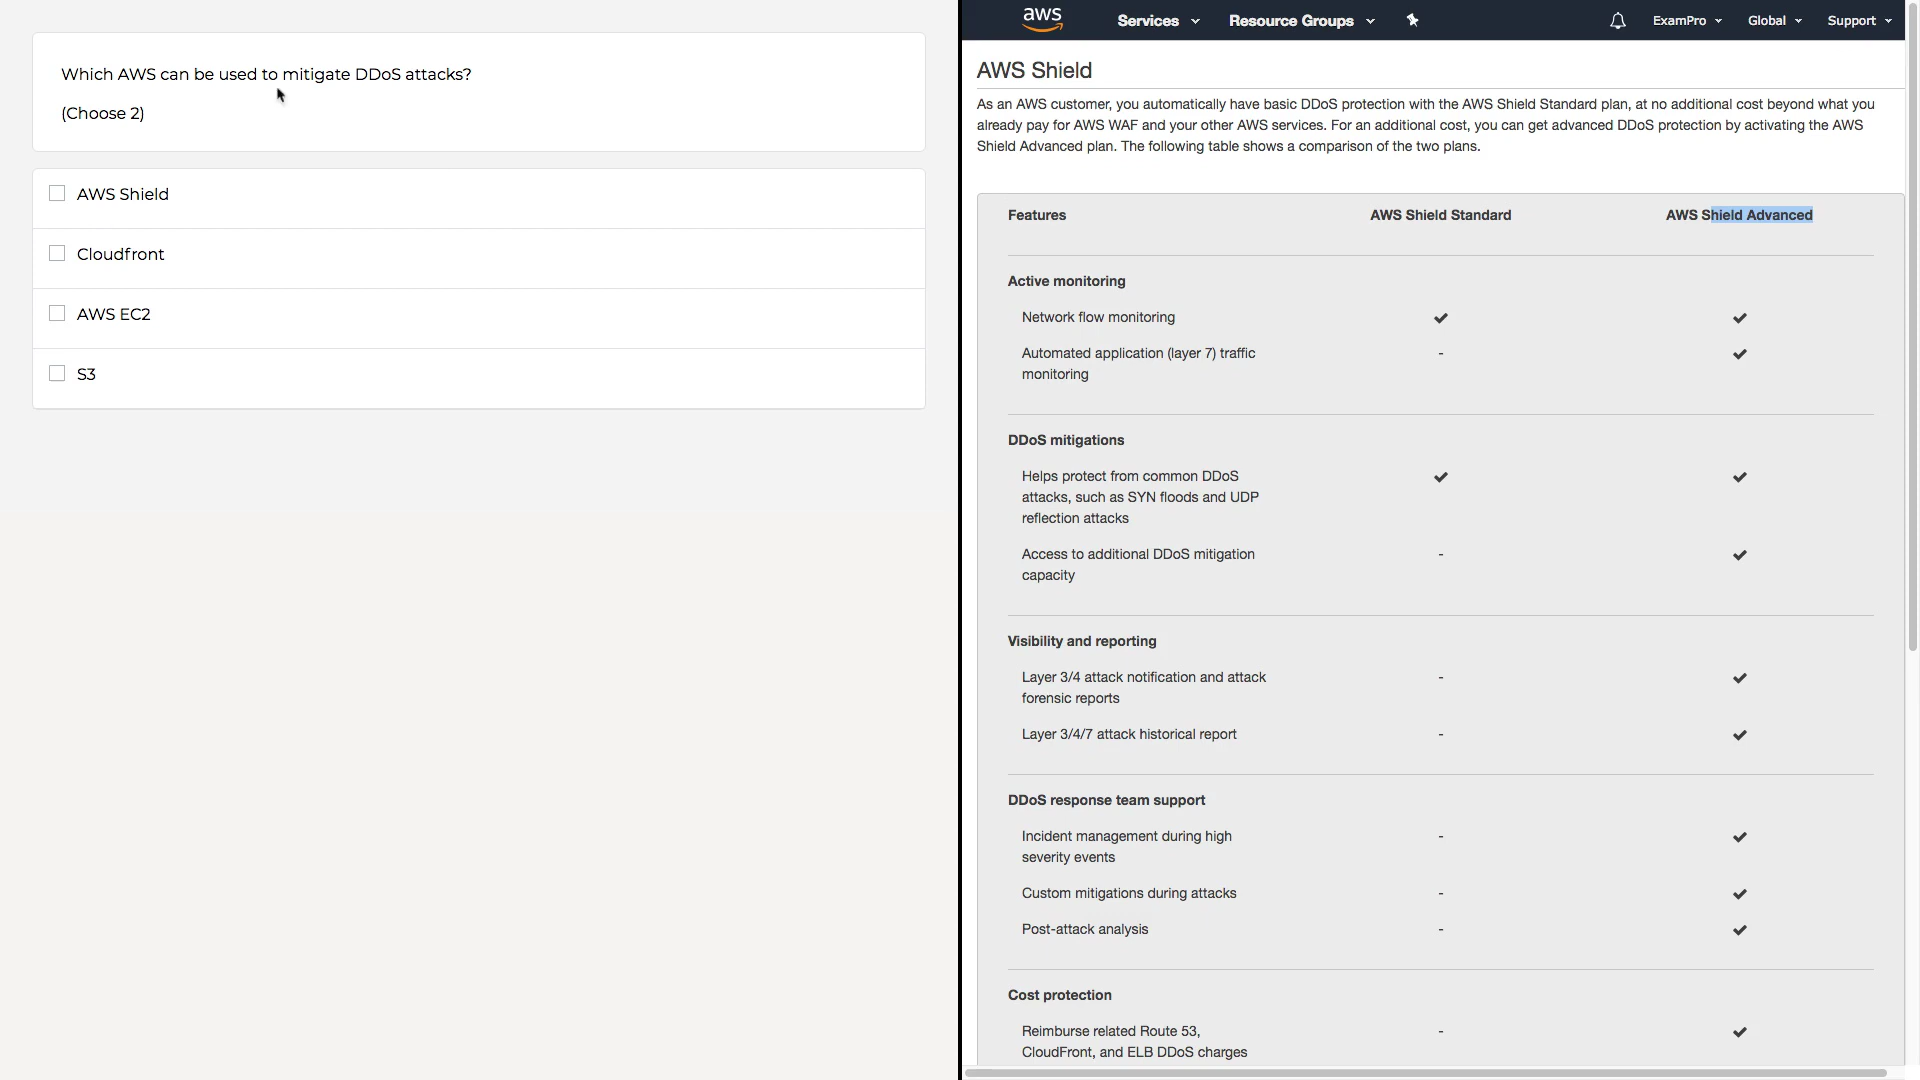 Which AWS can be used to mitigate DDoS attacks?
(Choose 2)
AWS Shield
Cloudfront
AWS EC2
S3
aws
Services
Resource Groups
ExamPro
Global
Support
AWS Shield
As an AWS customer, you automatically have basic DDoS protection with the AWS Shield Standard plan, at no additional cost beyond what you
already pay for AWS WAF and your other AWS services. For an additional cost, you can get advanced DDoS protection by activating the AWS
Shield Advanced plan. The following table shows a comparison of the two plans.
Features AWS Shield Standard AWS Shield Advanced
Active monitoring
Network flow monitoring ✔ ✔
Automated application (layer 7) traffic - ✔
monitoring
DDoS mitigations
Helps protect from common DDoS ✔ ✔
attacks, such as SYN floods and UDP
reflection attacks
Access to additional DDoS mitigation - ✔
capacity
Visibility and reporting
Layer 3/4 attack notification and attack - ✔
forensic reports
Layer 3/4/7 attack historical report - ✔
DDoS response team support
Incident management during high - ✔
severity events
Custom mitigations during attacks - ✔
Post-attack analysis - ✔
Cost protection
Reimburse related Route 53, - ✔
CloudFront, and ELB DDoS charges